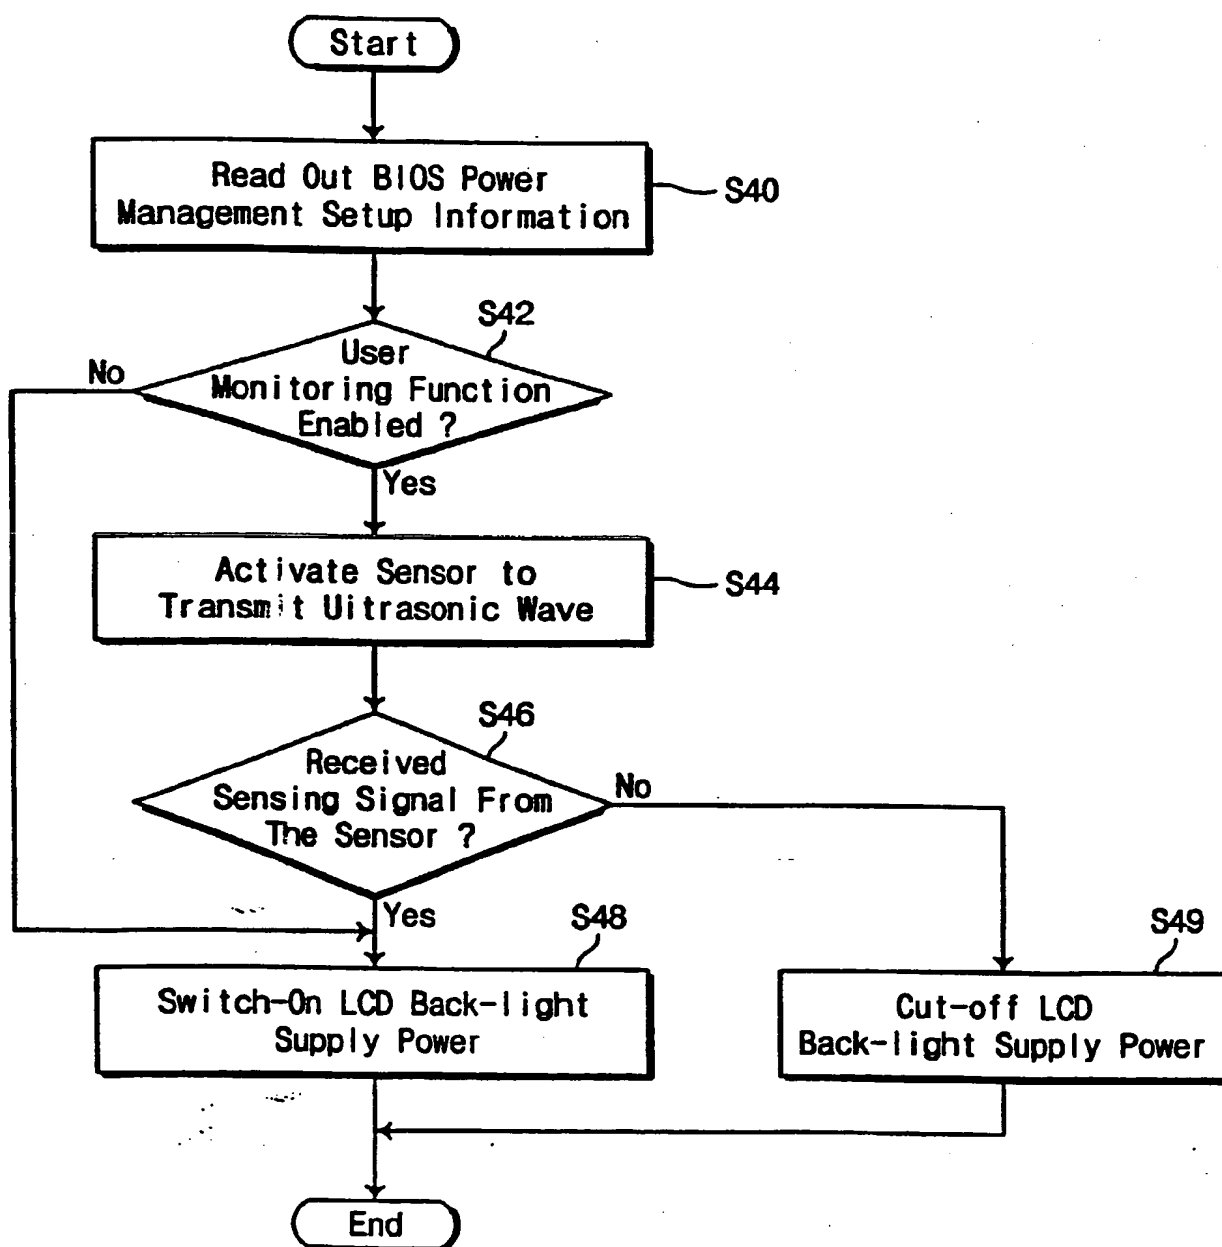 Start
Read Out BIOS Power
Management Setup Information
S40
S42
User
Monitoring Function
Enabled ?
No
Yes
Activate Sensor to
Transmit Uitrasonic Wave
S44
S46
Received
Sensing Signal From
The Sensor ?
No
Yes
S48
Switch-On LCD Back-light
Supply Power
S49
Cut-off LCD
Back-light Supply Power
End